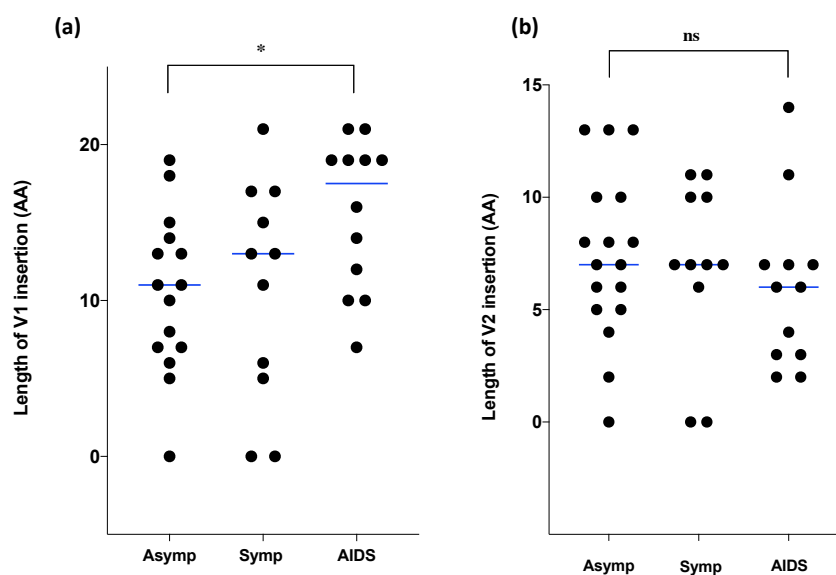 (a)
*
Length of V1 insertion (AA)
20
10
0
Asymp Symp AIDS
(b)
ns
Length of V2 insertion (AA)
15
10
5
0
Asymp Symp AIDS